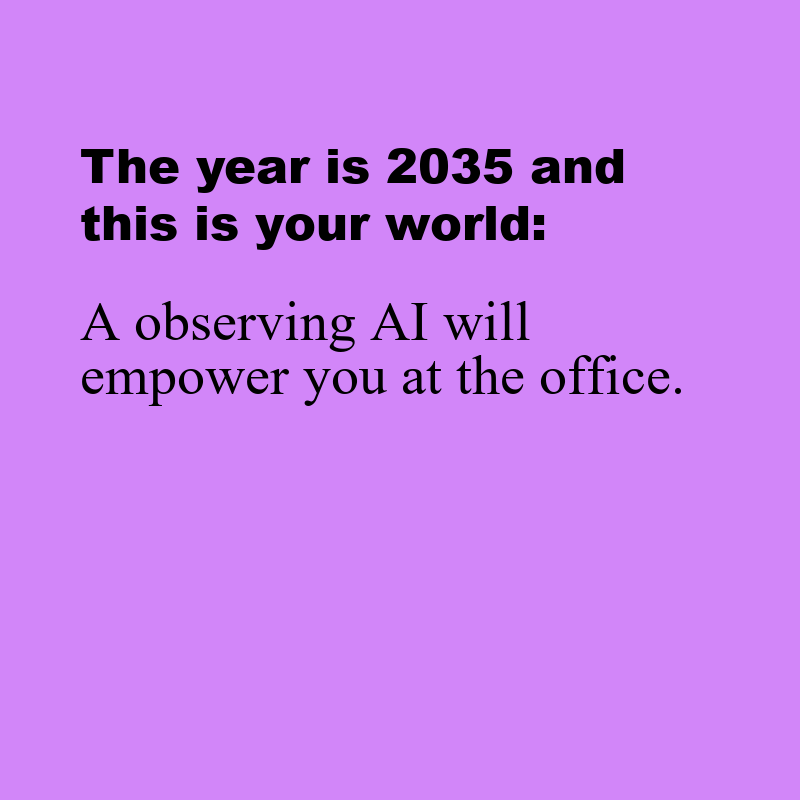 The year is 2035 and
this is your world:
A observing AI will
empower you at the office.